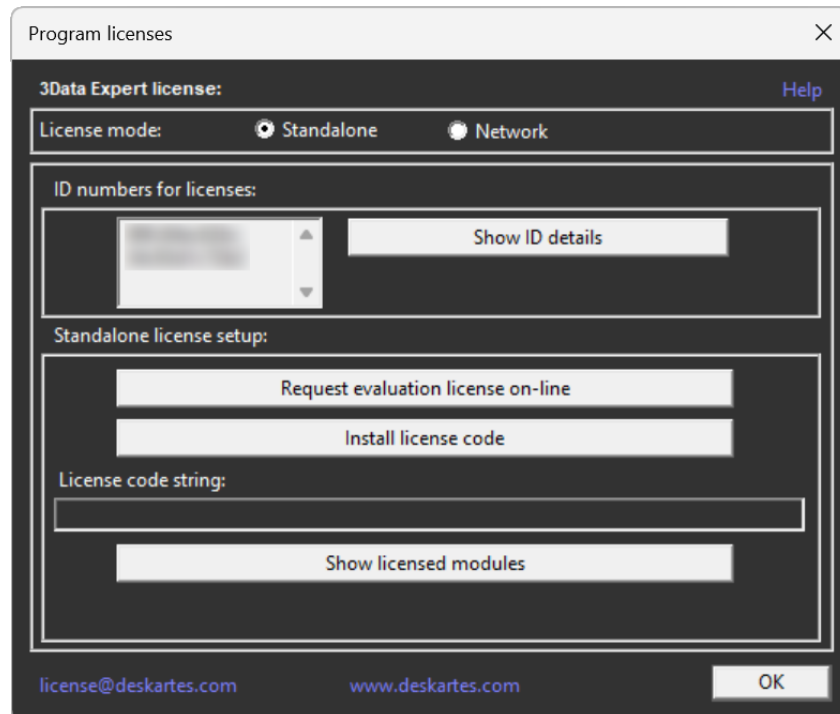 Program licenses
3Data Expert license:
Help
License mode:
Standalone
Network
ID numbers for licenses:
Show ID details
Standalone license setup:
Request evaluation license on-line
Install license code
License code string:
Show licensed modules
license@deskartes.com
www.deskartes.com
OK